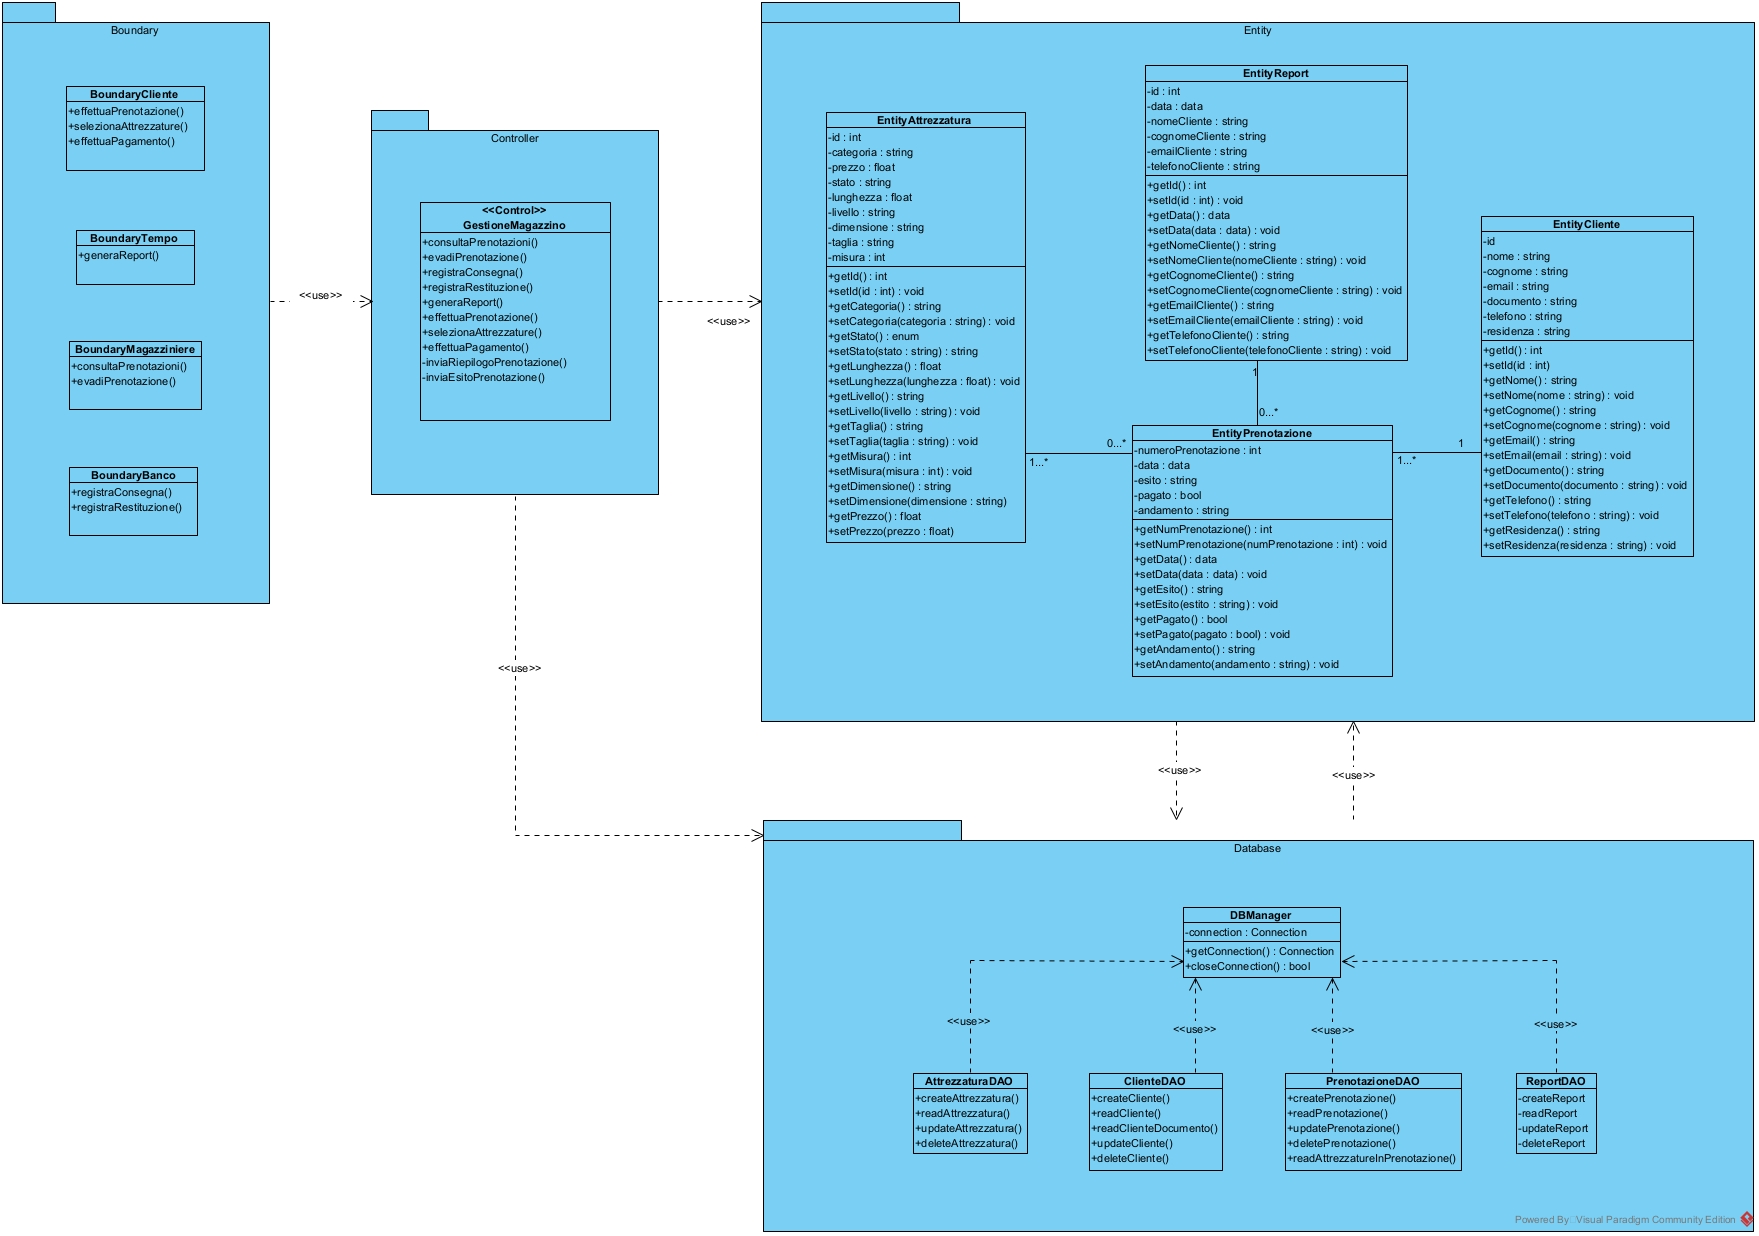 Boundary
BoundaryCliente
+effettuaPrenotazione()
+selezionaAttrezzature()
+effettuaPagamento()
BoundaryTempo
+generaReport()
BoundaryMagazziniere
+consultaPrenotazioni()
+evadiPrenotazione()
BoundaryBanco
+registraConsegna()
+registraRestituzione()
<<use>>
Controller
<<Control>>
GestioneMagazzino
+consultaPrenotazioni()
+evadiPrenotazione()
+registraConsegna()
+registraRestituzione()
+generaReport()
+effettuaPrenotazione()
+selezionaAttrezzature()
+effettuaPagamento()
-inviaRiepilogoPrenotazione()
-inviaEsitoPrenotazione()
<<use>>
<<use>>
Entity
EntityAttrezzatura
-id : int
-categoria : string
-prezzo : float
-stato : string
-lunghezza : float
-livello : string
-dimensione : string
-taglia : string
-misura : int
+getId() : int
+setId(id : int) : void
+getCategoria() : string
+setCategoria(categoria : string) : void
+getStato() : enum
+setStato(stato : string) : string
+getLunghezza() : float
+setLunghezza(lunghezza : float) : void
+getLivello() : string
+setLivello(livello : string) : void
+getTaglia() : string
+setTaglia(taglia : string) : void
+getMisura() : int
+setMisura(misura : int) : void
+getDimensione() : string
+setDimensione(dimensione : string)
+getPrezzo() : float
+setPrezzo(prezzo : float)
EntityReport
-id : int
-data : data
-nomeCliente : string
-cognomeCliente : string
-emailCliente : string
-telefonoCliente : string
+getId() : int
+setId(id : int) : void
+getData() : data
+setData(data : data) : void
+getNomeCliente() : string
+setNomeCliente(nomeCliente : string) : void
+getCognomeCliente() : string
+setCognomeCliente(cognomeCliente : string) : void
+getEmailCliente() : string
+setEmailCliente(emailCliente : string) : void
+getTelefonoCliente() : string
+setTelefonoCliente(telefonoCliente : string) : void
1
0...*
0...*
1...*
EntityPrenotazione
-numeroPrenotazione : int
-data : data
-esito : string
-pagato : bool
-andamento : string
+getNumPrenotazione() : int
+setNumPrenotazione(numPrenotazione : int) : void
+getData() : data
+setData(data : data) : void
+getEsito() : string
+setEsito(estito : string) : void
+getPagato() : bool
+setPagato(pagato : bool) : void
+getAndamento() : string
+setAndamento(andamento : string) : void
1
1...*
EntityCliente
-id
-nome : string
-cognome : string
-email : string
-documento : string
-telefono : string
-residenza : string
+getId() : int
+setId(id : int)
+getNome() : string
+setNome(nome : string) : void
+getCognome() : string
+setCognome(cognome : string) : void
+getEmail() : string
+setEmail(email : string) : void
+getDocumento() : string
+setDocumento(documento : string) : void
+getTelefono() : string
+setTelefono(telefono : string) : void
+getResidenza() : string
+setResidenza(residenza : string) : void
<<use>>
<<use>>
Database
DBManager
-connection : Connection
+getConnection() : Connection
+closeConnection() : bool
<<use>>
<<use>>
<<use>>
<<use>>
AttrezzaturaDAO
+createAttrezzatura()
+readAttrezzatura()
+updateAttrezzatura()
+deleteAttrezzatura()
ClienteDAO
+createCliente()
+readCliente()
+readClienteDocumento()
+updateCliente()
+deleteCliente()
PrenotazioneDAO
+createPrenotazione()
+readPrenotazione()
+updatePrenotazione()
+deletePrenotazione()
+readAttrezzatureInPrenotazione()
ReportDAO
-createReport
-readReport
-updateReport
-deleteReport
Powered By Visual Paradigm Community Edition